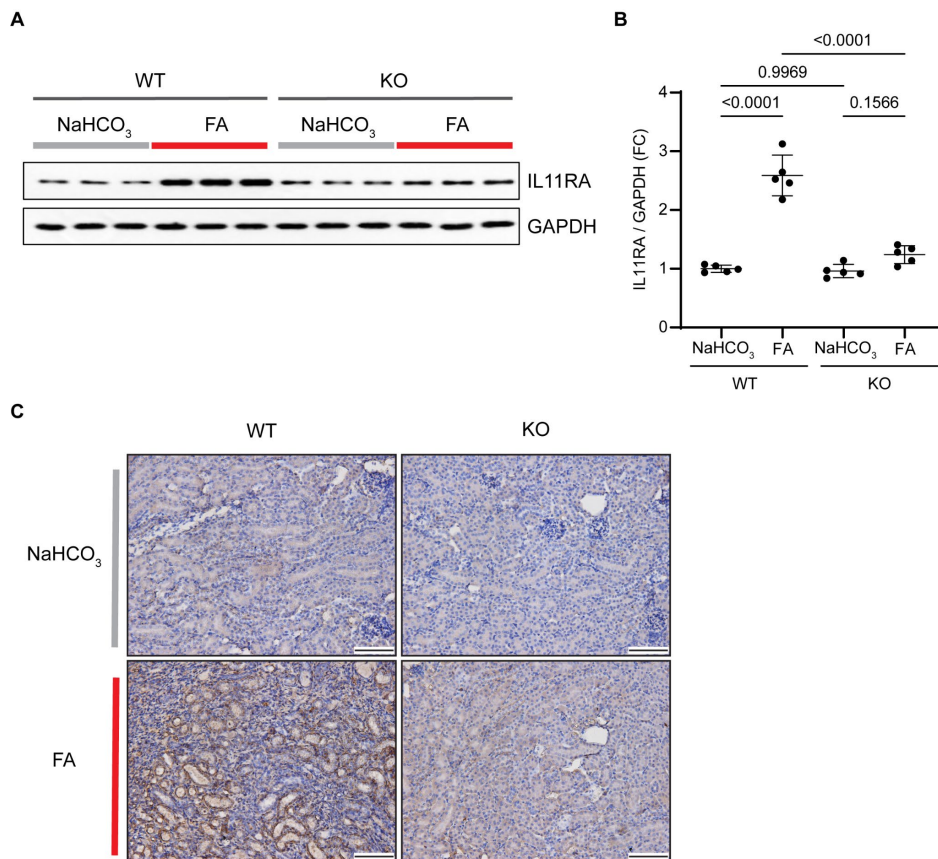 A
WT KO
NaHCO₃ FA NaHCO₃ FA
IL11RA
GAPDH
B
<0.0001
0.9969
<0.0001 0.1566
4
3
2
1
0
IL11RA / GAPDH (FC)
NaHCO₃ FA NaHCO₃ FA
WT KO
C
WT KO
NaHCO₃
FA